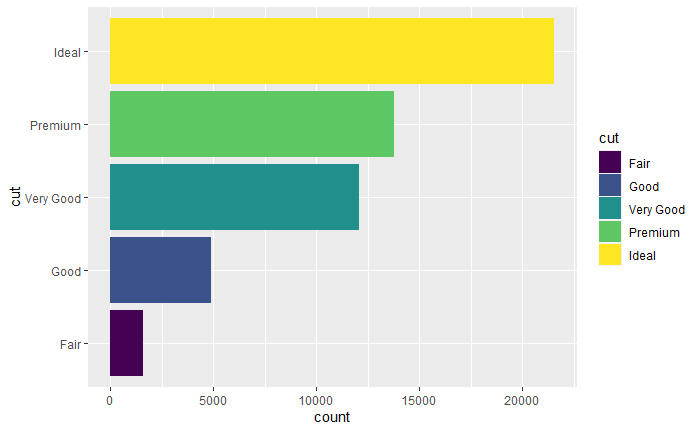 Ideal
Premium
Very Good
Good
Fair
cut
0 5000 10000 15000 20000
count
cut
Fair
Good
Very Good
Premium
Ideal